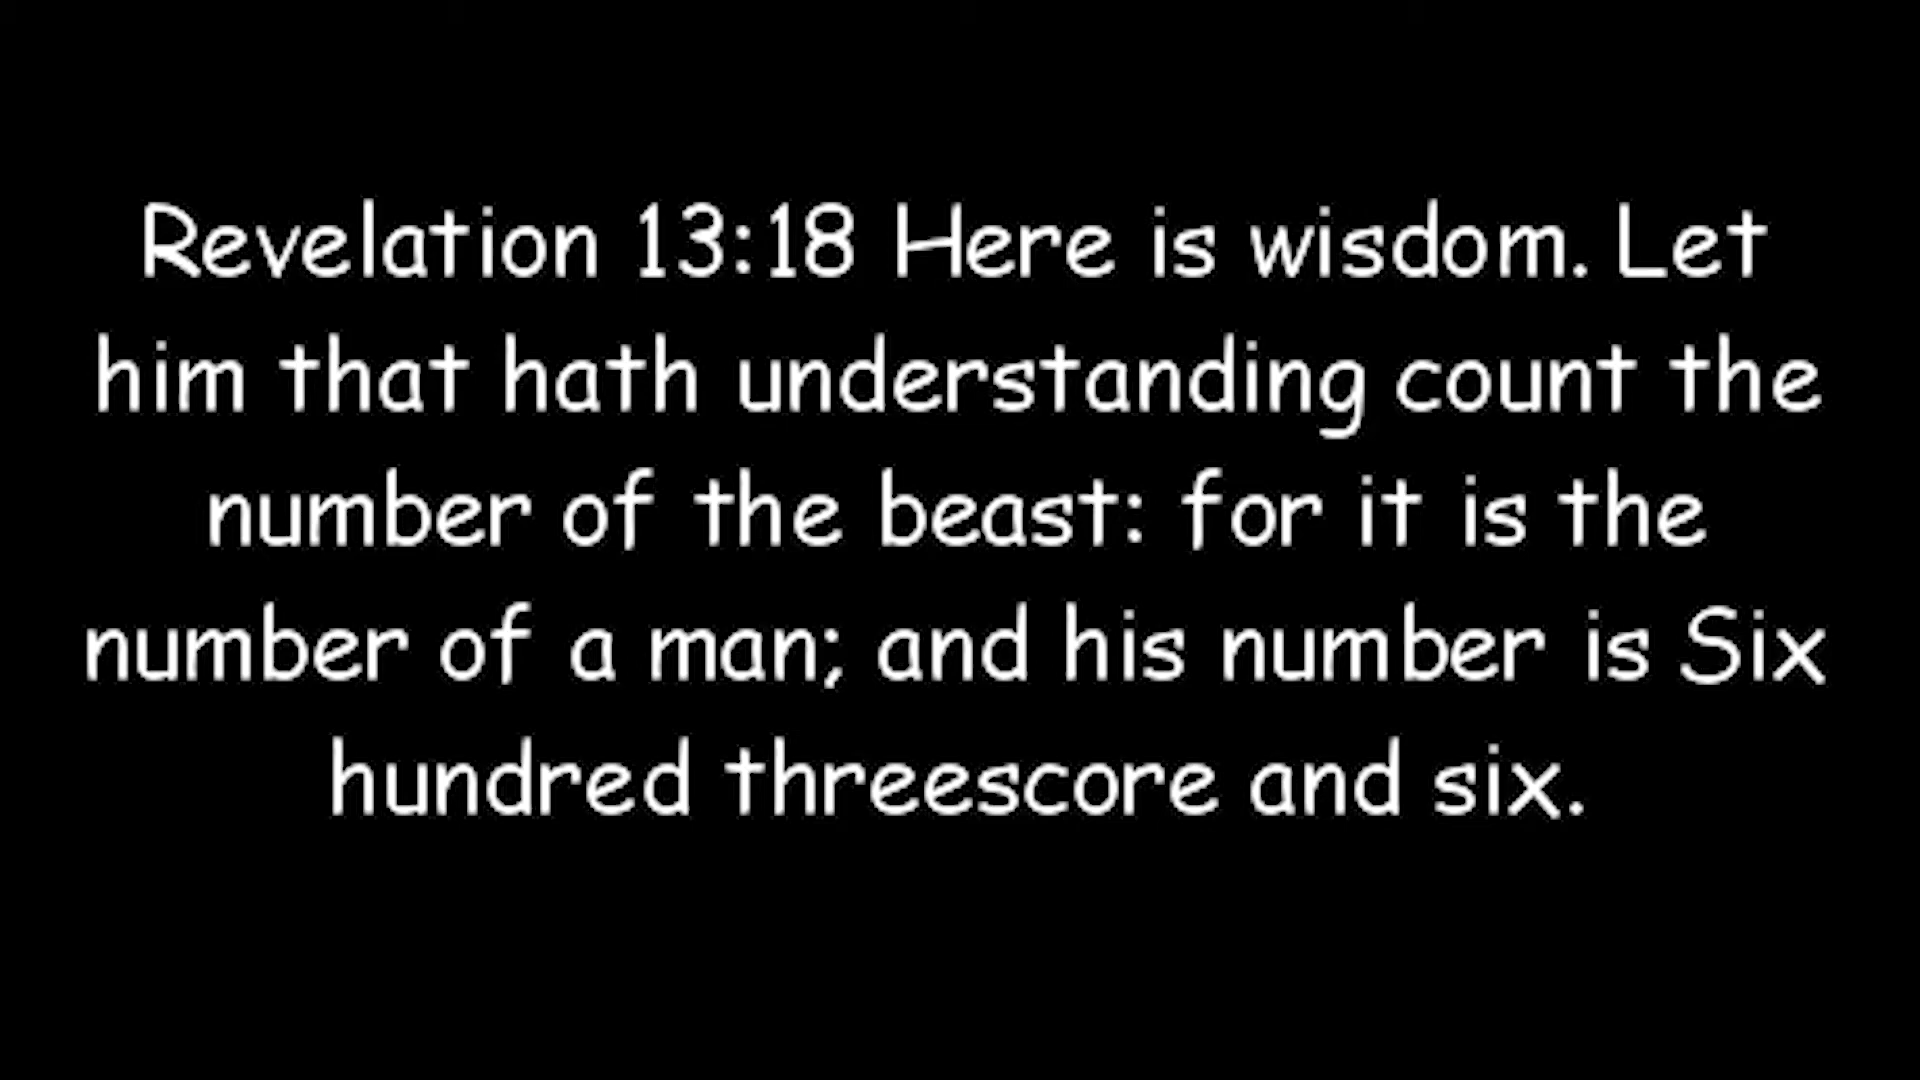 Revelation 13:18 Here is wisdom. Let
him that hath understanding count the
number of the beast: for it is the
number of a man; and his number is Six
hundred threescore and six.